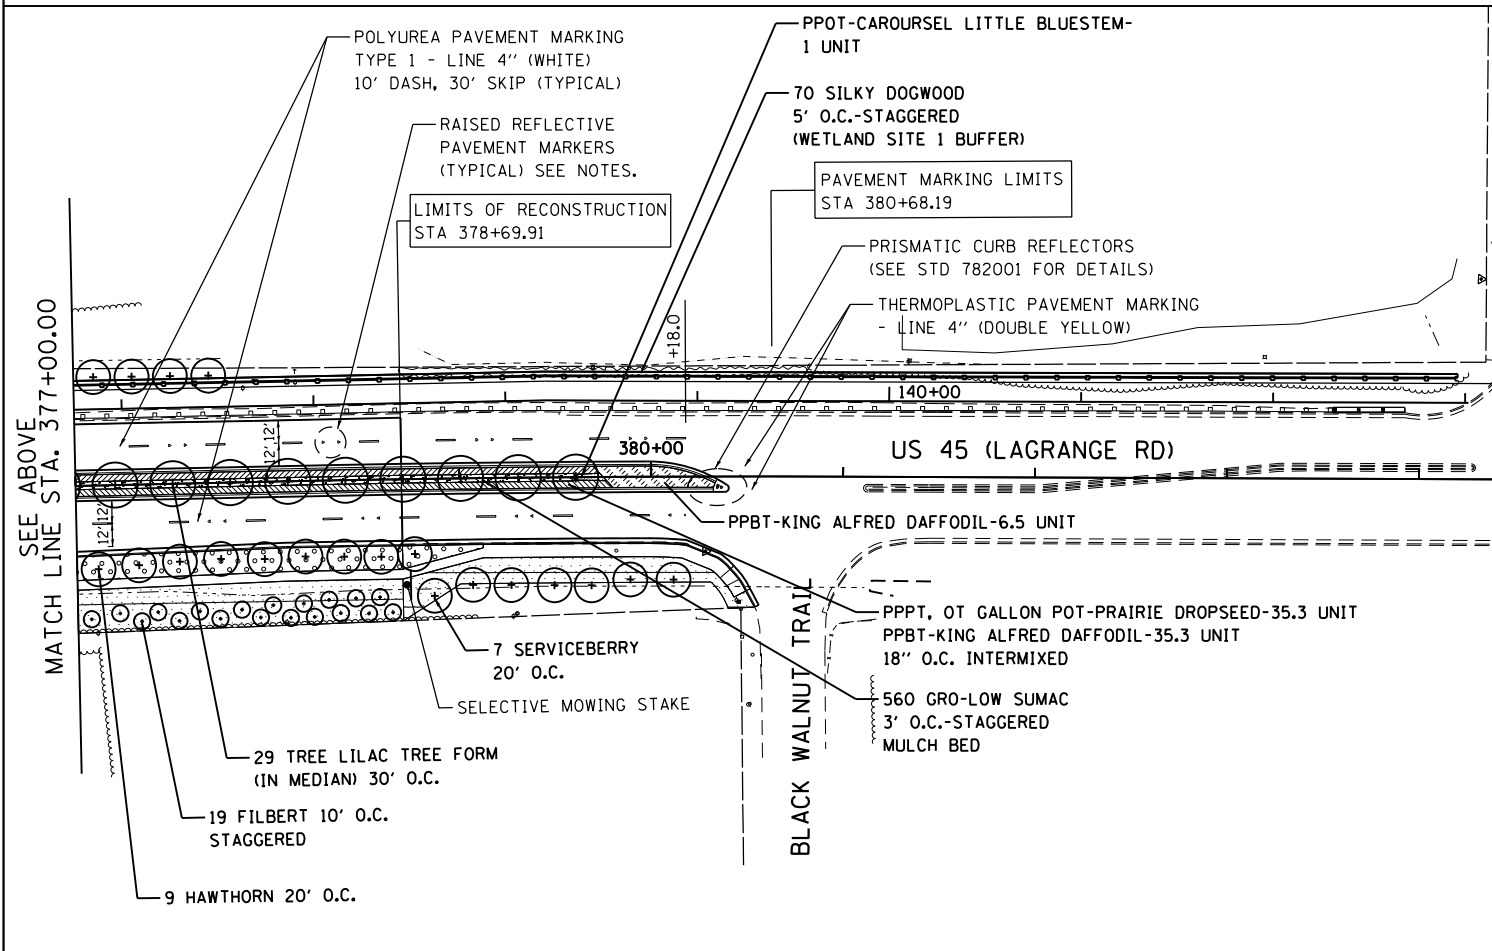 PPOT-CAROURSEL LITTLE BLUESTEM-
1 UNIT
POLYUREA PAVEMENT MARKING
TYPE 1 - LINE 4'' (WHITE)
10' DASH, 30' SKIP (TYPICAL)
70 SILKY DOGWOOD
5' O.C.-STAGGERED
(WETLAND SITE 1 BUFFER)
RAISED REFLECTIVE
PAVEMENT MARKERS
(TYPICAL) SEE NOTES.
PAVEMENT MARKING LIMITS
STA 380+68.19
LIMITS OF RECONSTRUCTION
STA 378+69.91
PRISMATIC CURB REFLECTORS
(SEE STD 782001 FOR DETAILS)
THERMOPLASTIC PAVEMENT MARKING
- LINE 4'' (DOUBLE YELLOW)
+18.0
SEE ABOVE
MATCH LINE STA. 377+00.00
140+00
12' 12'
380+00
US 45 (LAGRANGE RD)
12' 12'
PPBT-KING ALFRED DAFFODIL-6.5 UNIT
PPPT, QT GALLON POT-PRAIRIE DROPSEED-35.3 UNIT
PPBT-KING ALFRED DAFFODIL-35.3 UNIT
18'' O.C. INTERMIXED
7 SERVICEBERRY
20' O.C.
SELECTIVE MOWING STAKE
560 GRO-LOW SUMAC
3' O.C.-STAGGERED
MULCH BED
BLACK WALNUT TRAIL
29 TREE LILAC TREE FORM
(IN MEDIAN) 30' O.C.
19 FILBERT 10' O.C.
STAGGERED
9 HAWTHORN 20' O.C.